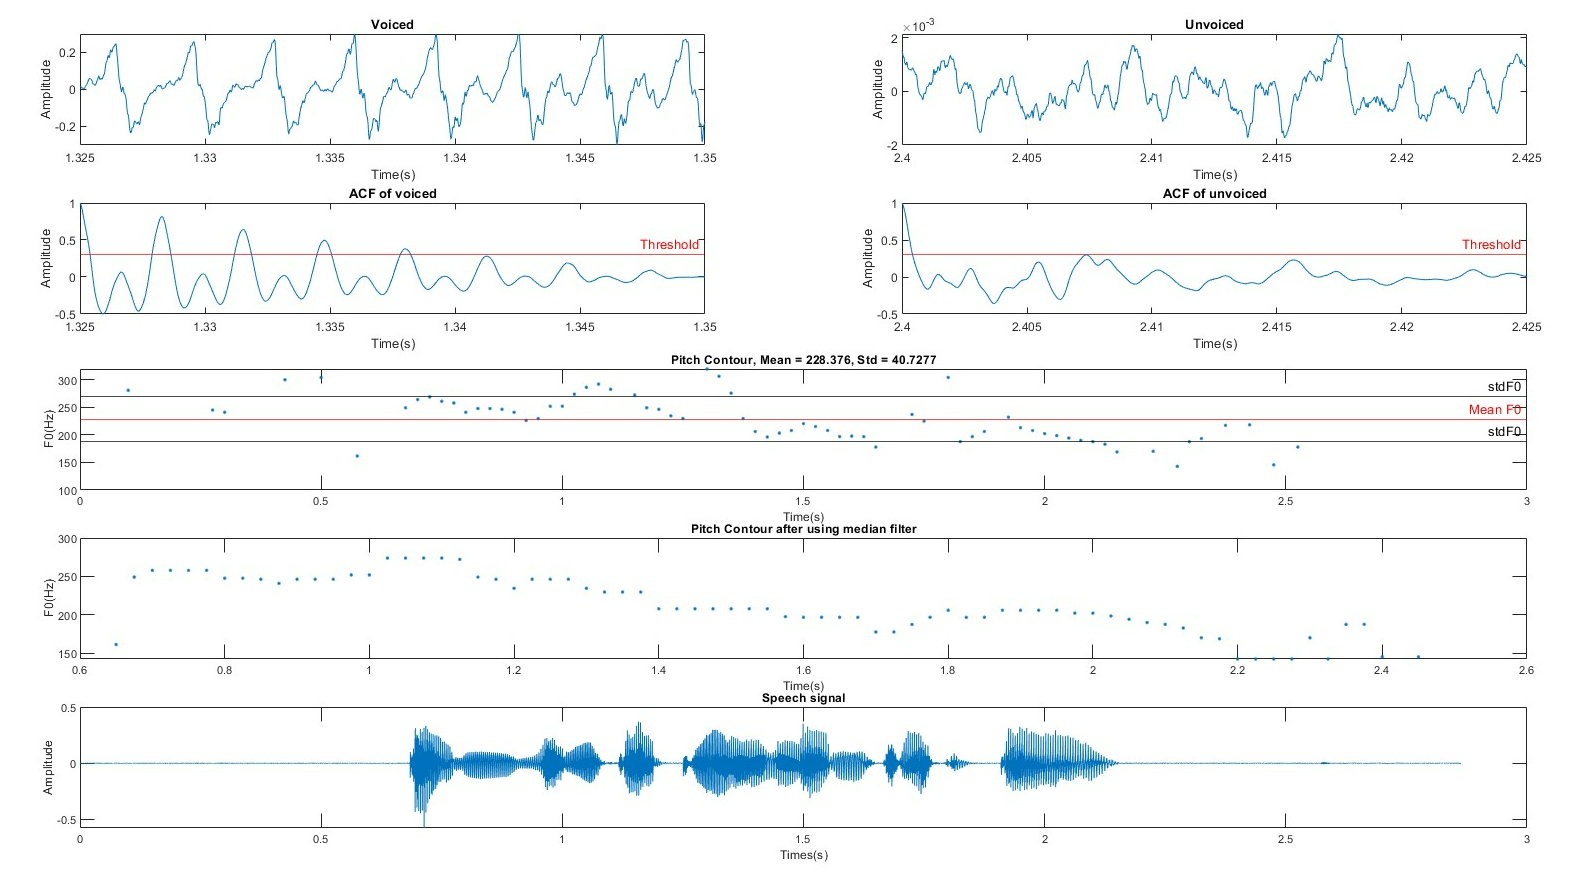 Voiced
Amplitude
0.2
0
-0.2
1.325 1.33 1.335 1.34 1.345 1.35
Time(s)
Unvoiced
×10-3
Amplitude
2
0
-2
2.4 2.405 2.41 2.415 2.42 2.425
Time(s)
ACF of voiced
Amplitude
1
0.5
0
-0.5
Threshold
1.325 1.33 1.335 1.34 1.345 1.35
Time(s)
ACF of unvoiced
Amplitude
1
0.5
0
-0.5
Threshold
2.4 2.405 2.41 2.415 2.42 2.425
Time(s)
Pitch Contour, Mean = 228.376, Std = 40.7277
F0(Hz)
300
250
200
150
100
stdF0
Mean F0
stdF0
0 0.5 1 1.5 2 2.5 3
Time(s)
Pitch Contour after using median filter
F0(Hz)
300
250
200
150
0.6 0.8 1 1.2 1.4 1.6 1.8 2 2.2 2.4 2.6
Time(s)
Speech signal
Amplitude
0.5
0
-0.5
0 0.5 1 1.5 2 2.5 3
Times(s)